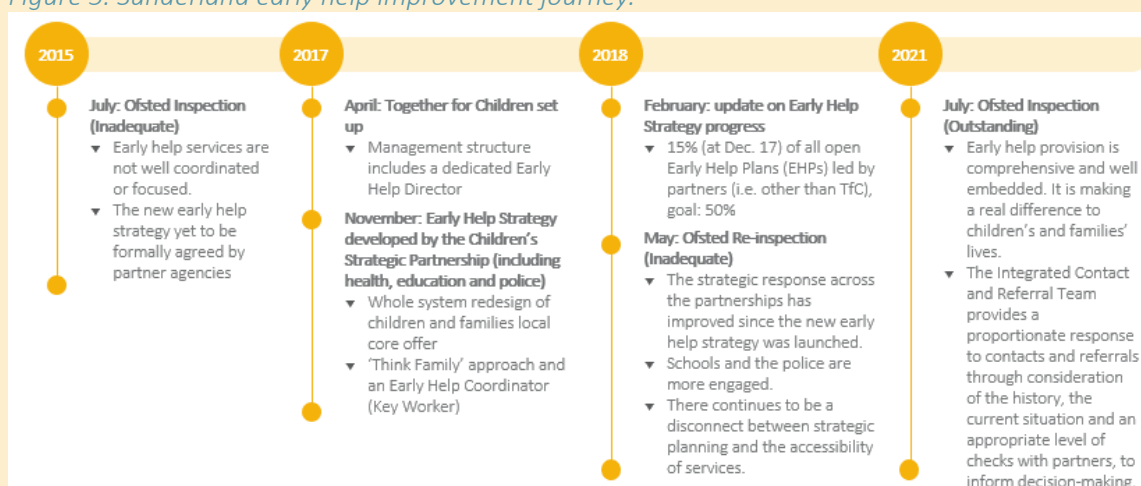 Figure 5: Sunderland early help improvement journey.
2015
July: Ofsted Inspection
(Inadequate)
Early help services are
not well coordinated
or focused.
The new early help
strategy yet to be
formally agreed by
partner agencies
2017
April: Together for Children set
up
Management structure
includes a dedicated Early
Help Director
November: Early Help Strategy
developed by the Children's
Strategic Partnership (including
health, education and police)
Whole system redesign of
children and families local
core offer
'Think Family' approach and
an Early Help Coordinator
(Key Worker)
2018
February: update on Early Help
Strategy progress
15% (at Dec. 17) of all open
Early Help Plans (EHPs) led by
partners (i.e. other than TfC),
goal: 50%
May: Ofsted Re-inspection
(Inadequate)
The strategic response across
the partnerships has
improved since the new early
help strategy was launched.
Schools and the police are
more engaged.
There continues to be a
disconnect between strategic
planning and the accessibility
of services.
2021
July: Ofsted Inspection
(Outstanding)
Early help provision is
comprehensive and well
embedded. It is making
a real difference to
children's and families'
lives.
The Integrated Contact
and Referral Team
provides a
proportionate response
to contacts and referrals
through consideration
of the history, the
current situation and an
appropriate level of
checks with partners, to
inform decision-making.